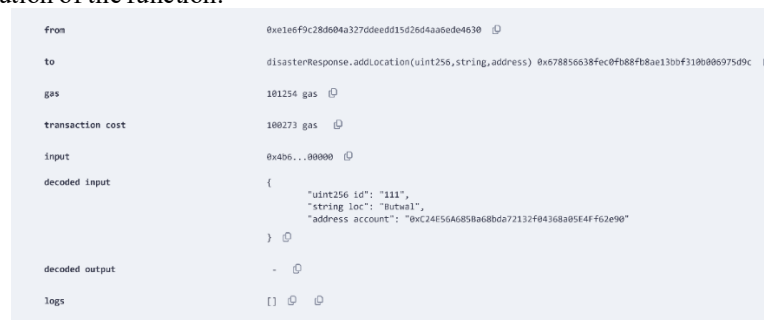 ation of the function.
from 0xe1e6f9c28d604a327ddeedd15d26d4aa6ede4630
to disasterResponse.addLocation(uint256,string,address) 0x678856638fec0fb88fb8ae13bbf310b006975d9c
gas 101254 gas
transaction cost 100273 gas
input 0x4b6...00000
decoded input {
"uint256 id": "111",
"string loc": "Butwal",
"address account": "0xC24E56A685Ba68bda72132f04368a05E4Ff62e90"
}
decoded output -
logs []